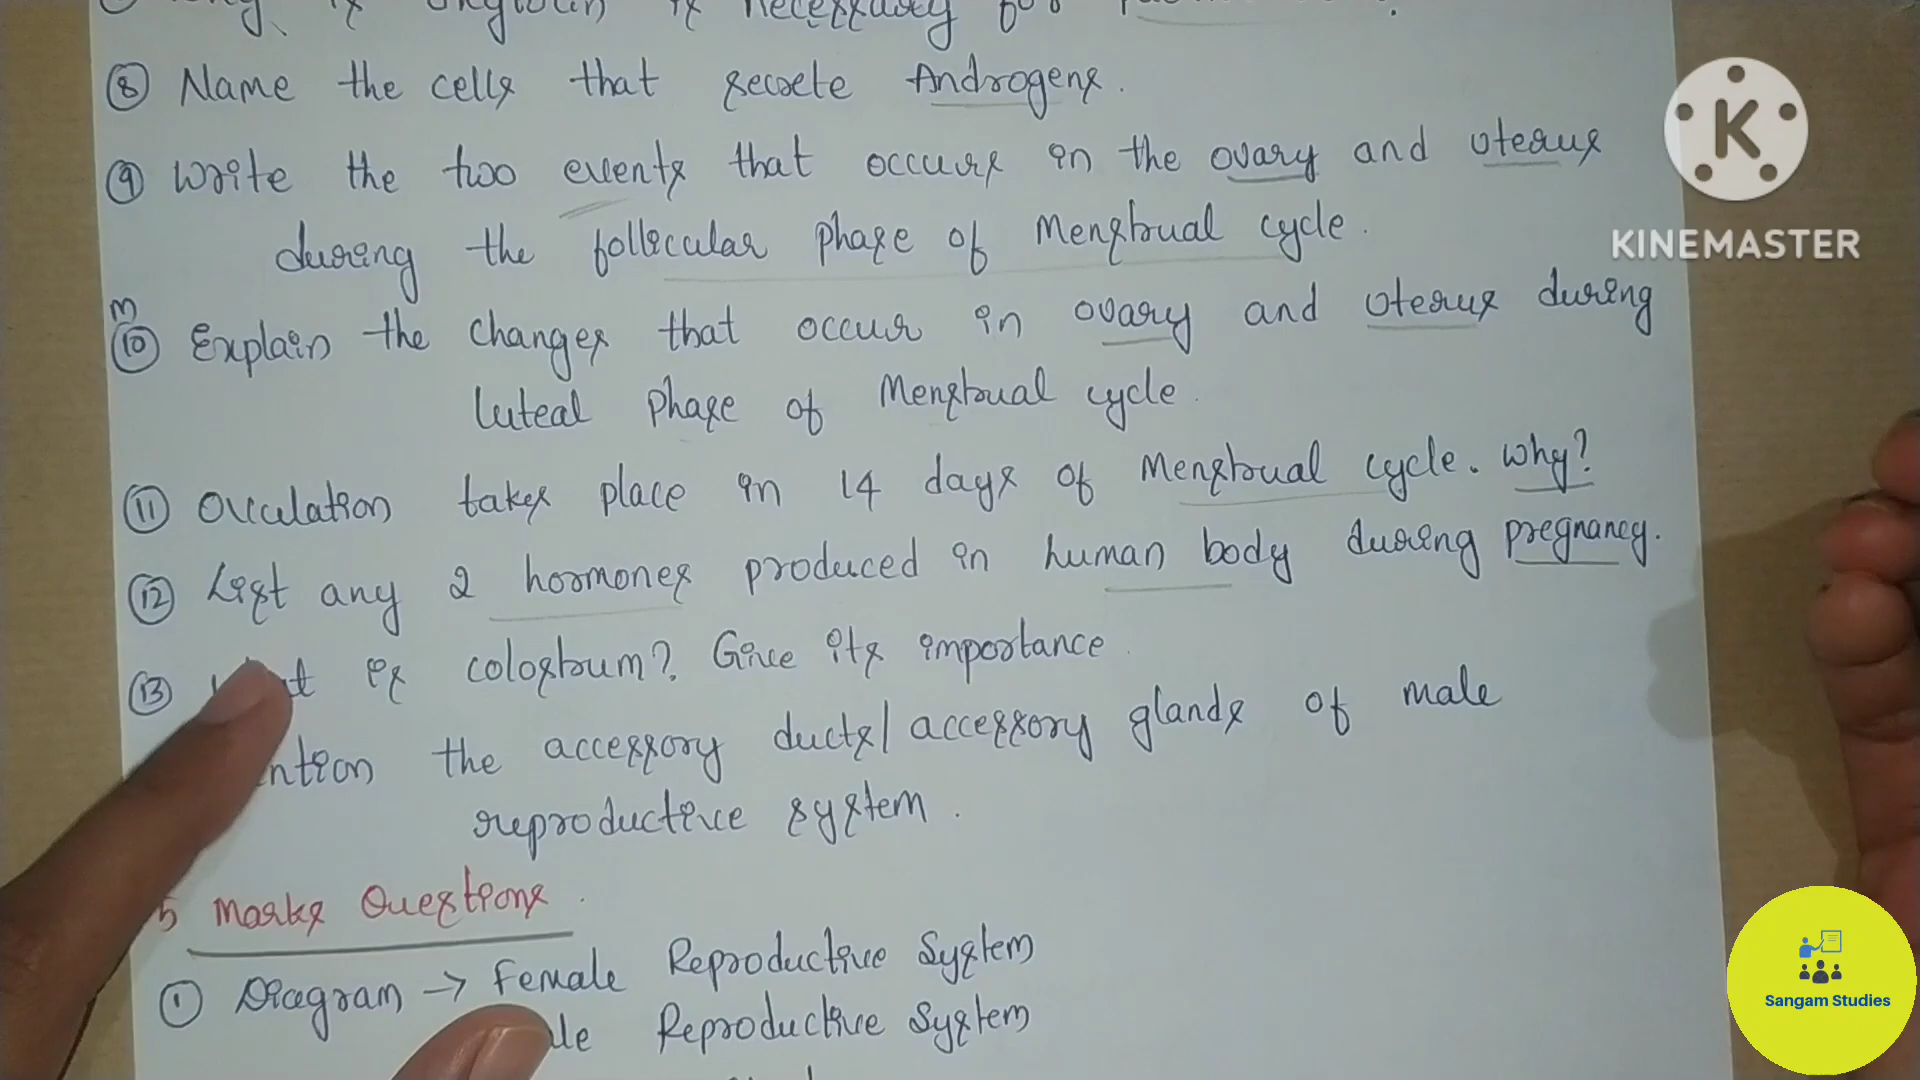 is necessary for
⑧ Name the cells that secrete Androgens.
⑨ Write the two events that occurs in the ovary and uterus
during the follicular phase of Menstrual cycle.
M
⑩ Explain the changes that occur in ovary and uterus during
luteal phase of Menstrual cycle.
⑪ Ovulation takes place in 14 days of Menstrual cycle. Why?
⑫ List any 2 hormones produced in human body during pregnancy.
⑬ is colostrum? Give its importance
the accessory ducts/accessory glands of male
reproductive system.
5 Marks Questions.
① Diagram → Female Reproductive System
Reproductive System
K
KINEMASTER
Sangam Studies